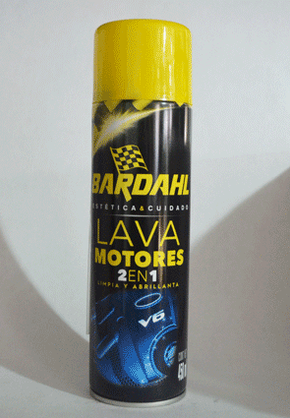 BARDAHL
ESTÉTICA & CUIDADO
LAVA
MOTORES
2EN1
LIMPIA Y ABRILLANTA
V6